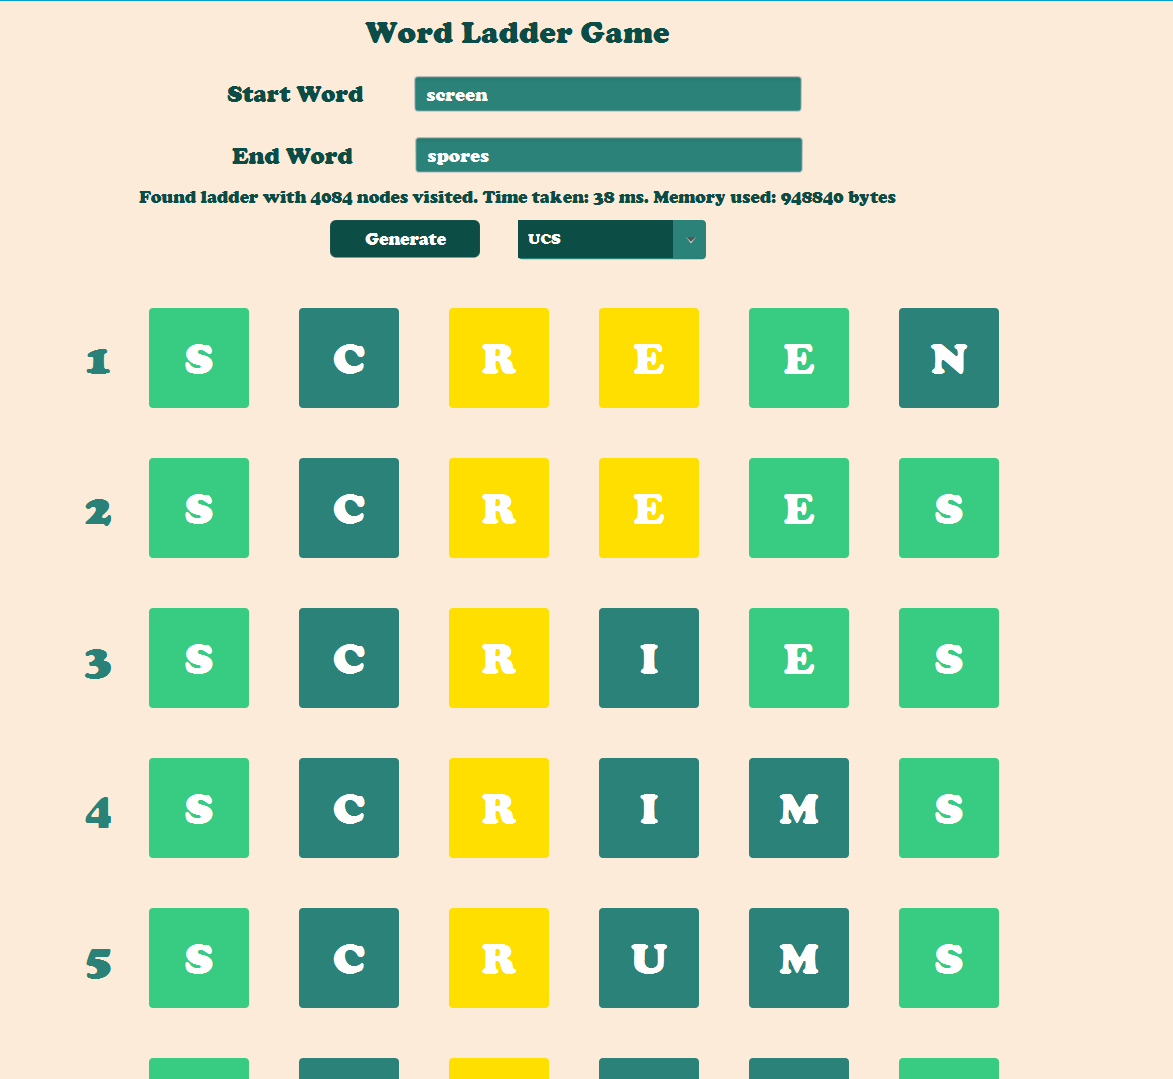 Word Ladder Game
Start Word screen
End Word spores
Found ladder with 4084 nodes visited. Time taken: 38 ms. Memory used: 948840 bytes
Generate UCS
1 S C R E E N
2 S C R E E S
3 S C R I E S
4 S C R I M S
5 S C R U M S